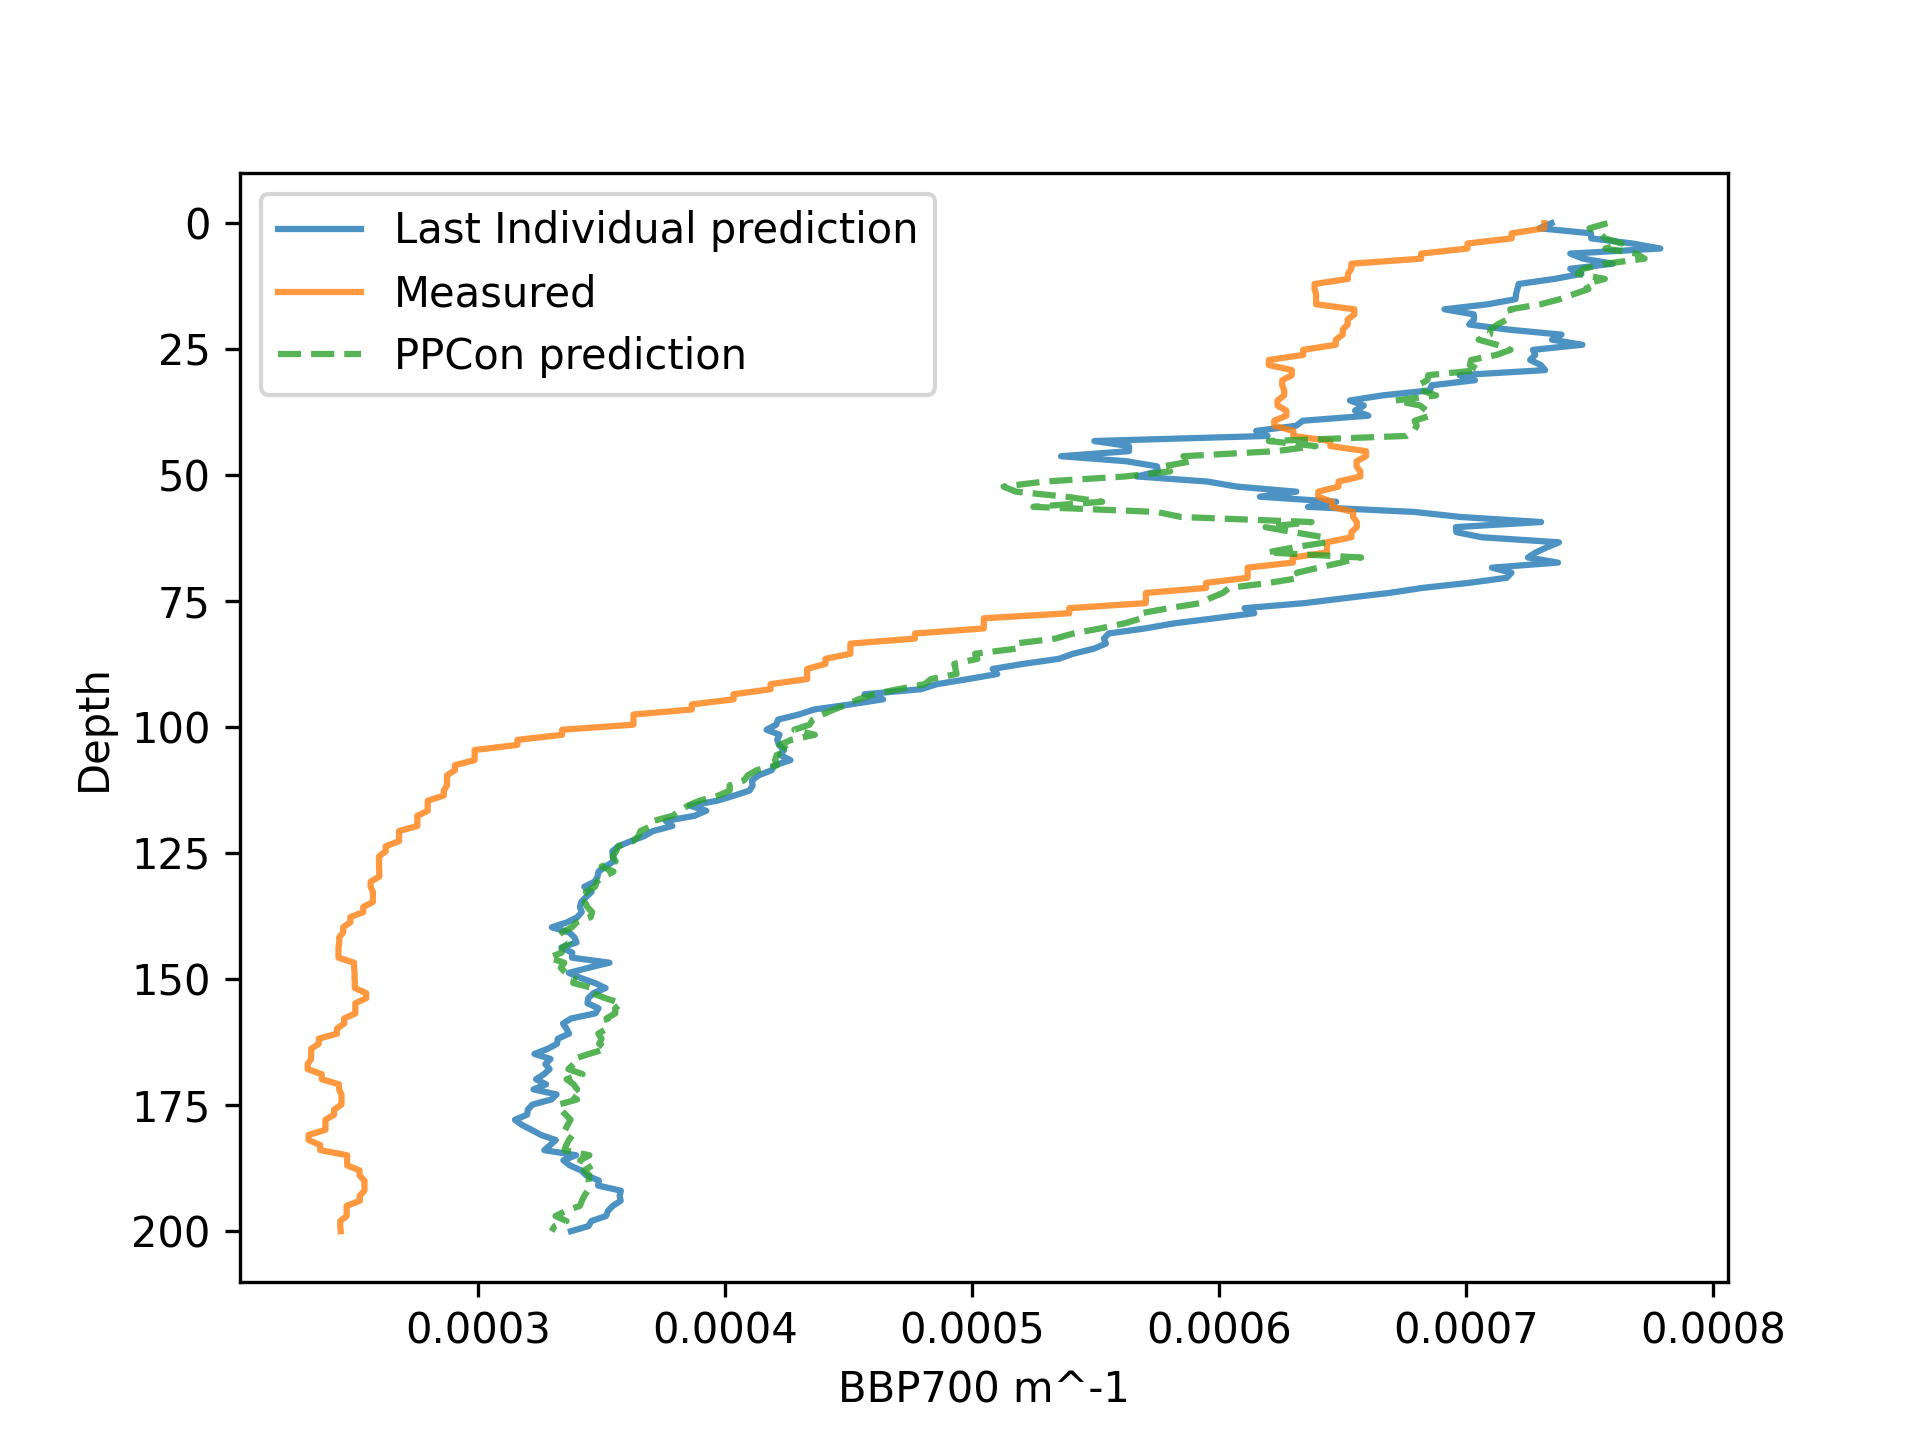 Last Individual prediction
Measured
PPCon prediction
0
25
50
75
100
125
150
175
200
Depth
0.0003 0.0004 0.0005 0.0006 0.0007 0.0008
BBP700 m^-1